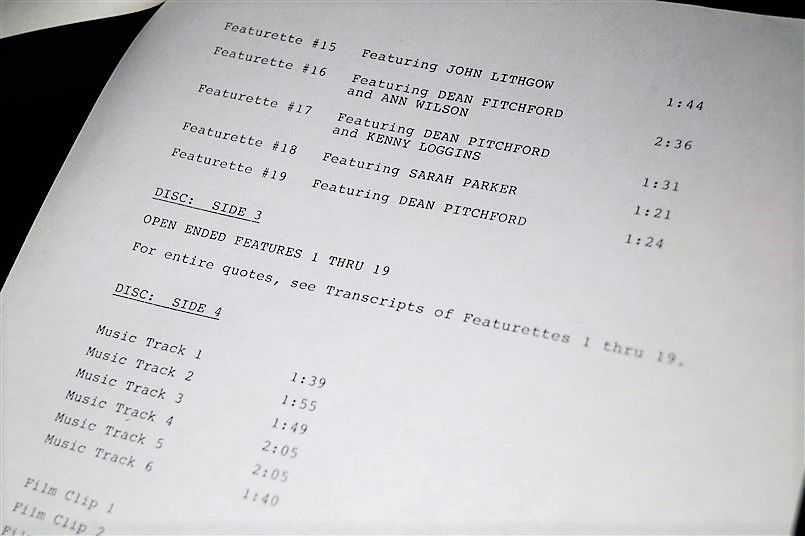 Featurette #15 Featuring JOHN LITHGOW 1:44
Featurette #16 Featuring DEAN FITCHFORD
and ANN WILSON 2:36
Featurette #17 Featuring DEAN PITCHFORD
and KENNY LOGGINS 1:31
Featurette #18 Featuring SARAH PARKER 1:21
Featurette #19 Featuring DEAN PITCHFORD 1:24
DISC: SIDE 3
OPEN ENDED FEATURES 1 THRU 19
For entire quotes, see Transcripts of Featurettes 1 thru 19.
DISC: SIDE 4
Music Track 1 1:39
Music Track 2 1:55
Music Track 3 1:49
Music Track 4 2:05
Music Track 5 2:05
Music Track 6 1:40
Film Clip 1
Film Clip 2